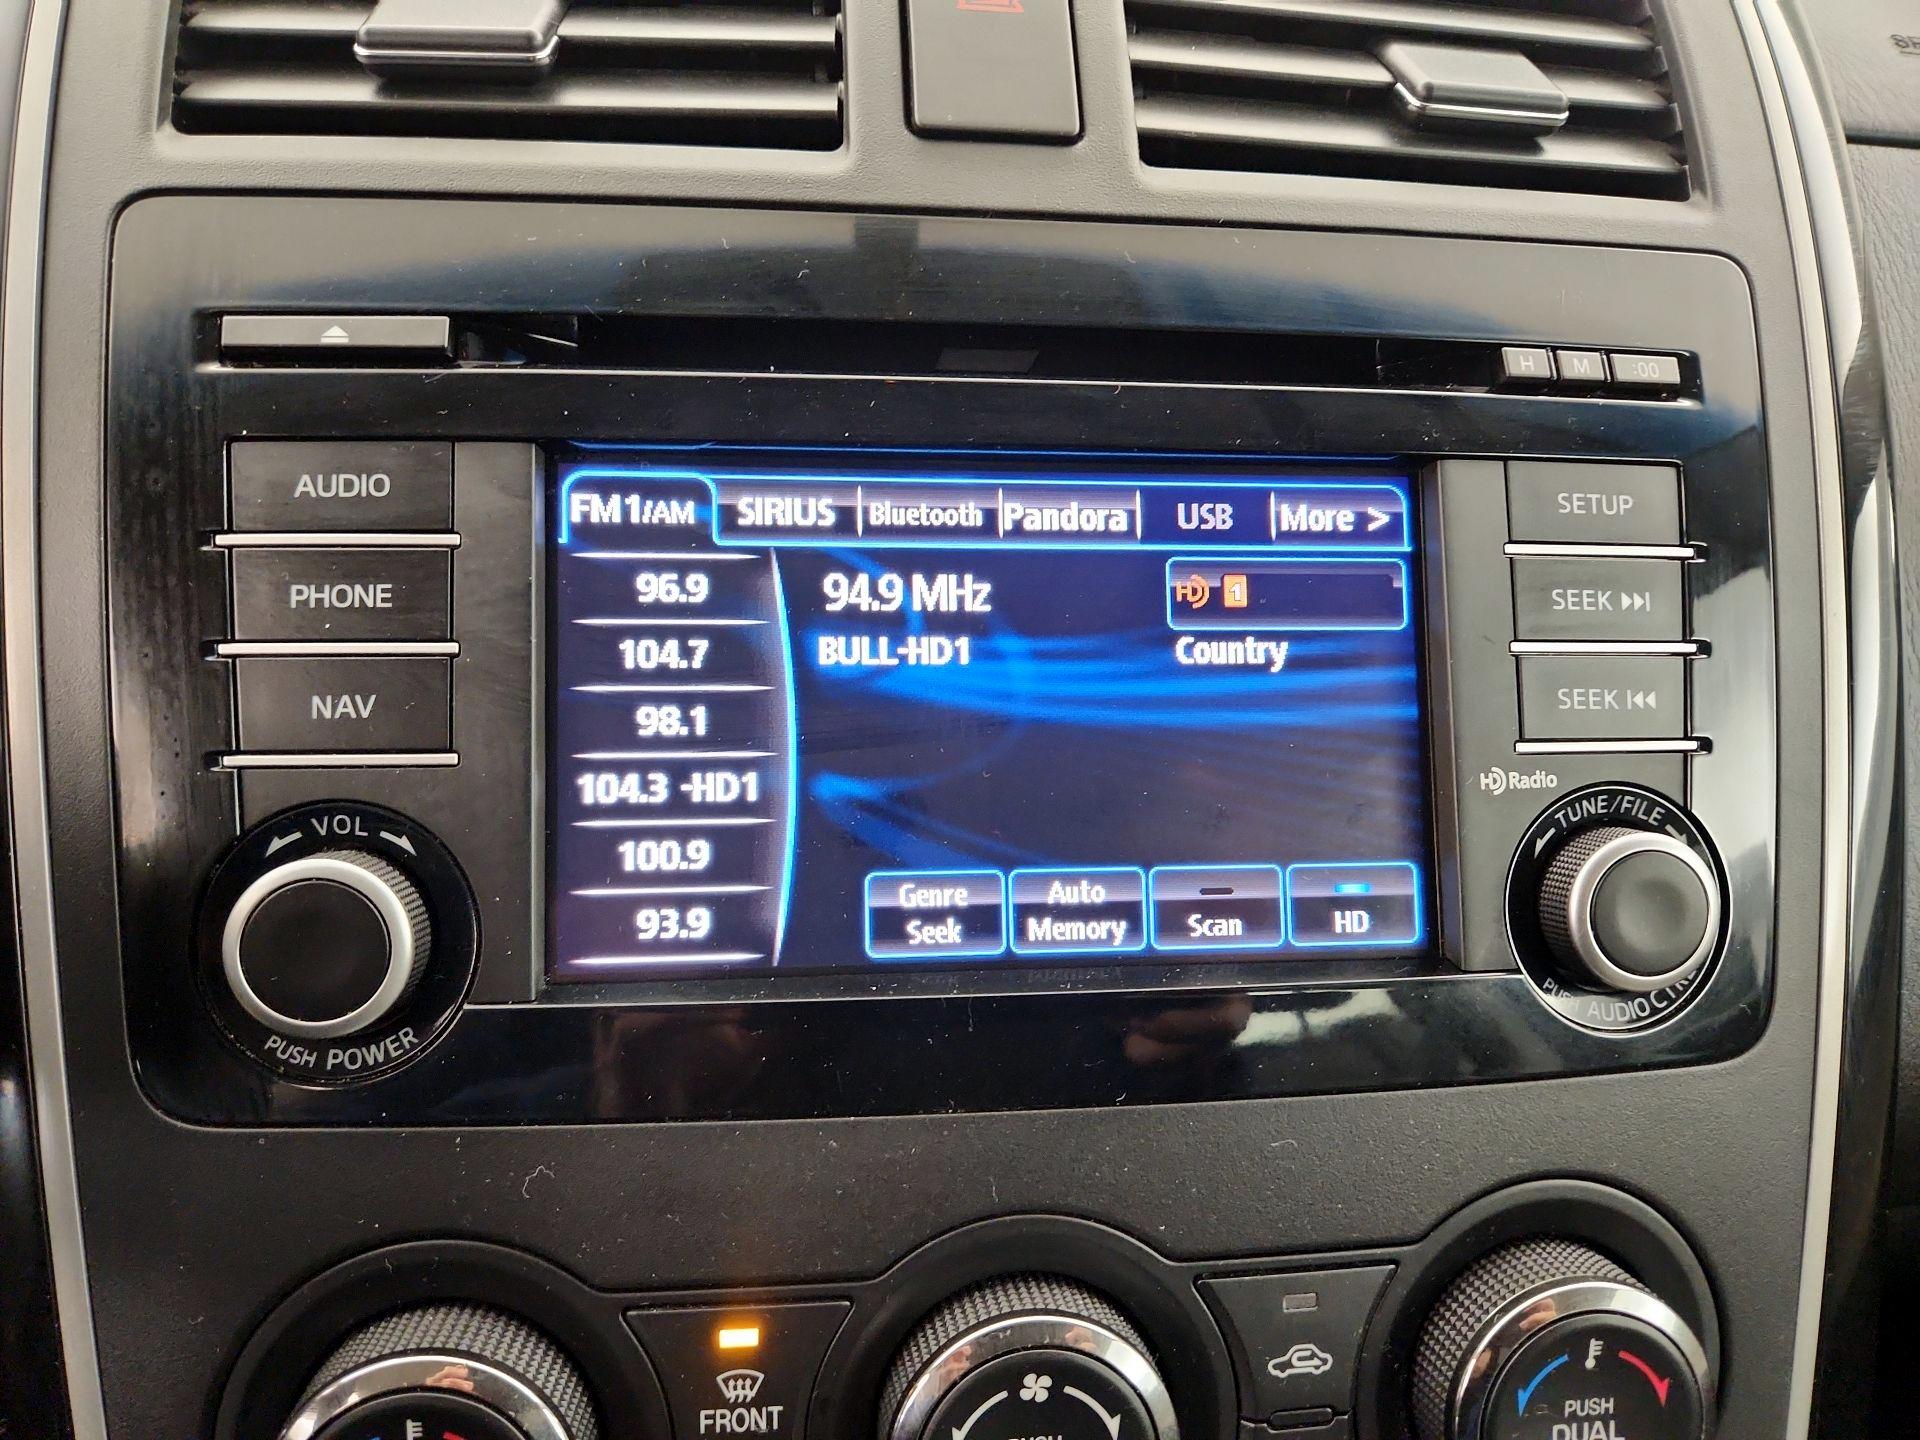 H M :00
AUDIO
PHONE
NAV
VOL
PUSH POWER
FM1/AM SIRIUS Bluetooth Pandora USB More >
96.9
104.7
98.1
104.3 -HD1
100.9
93.9
94.9 MHz
HD 1
BULL-HD1
Country
Genre
Seek
Auto
Memory
Scan
HD
SETUP
SEEK
SEEK
HD Radio
TUNE/FILE
PUSH AUDIO
FRONT
PUSH
DUAL